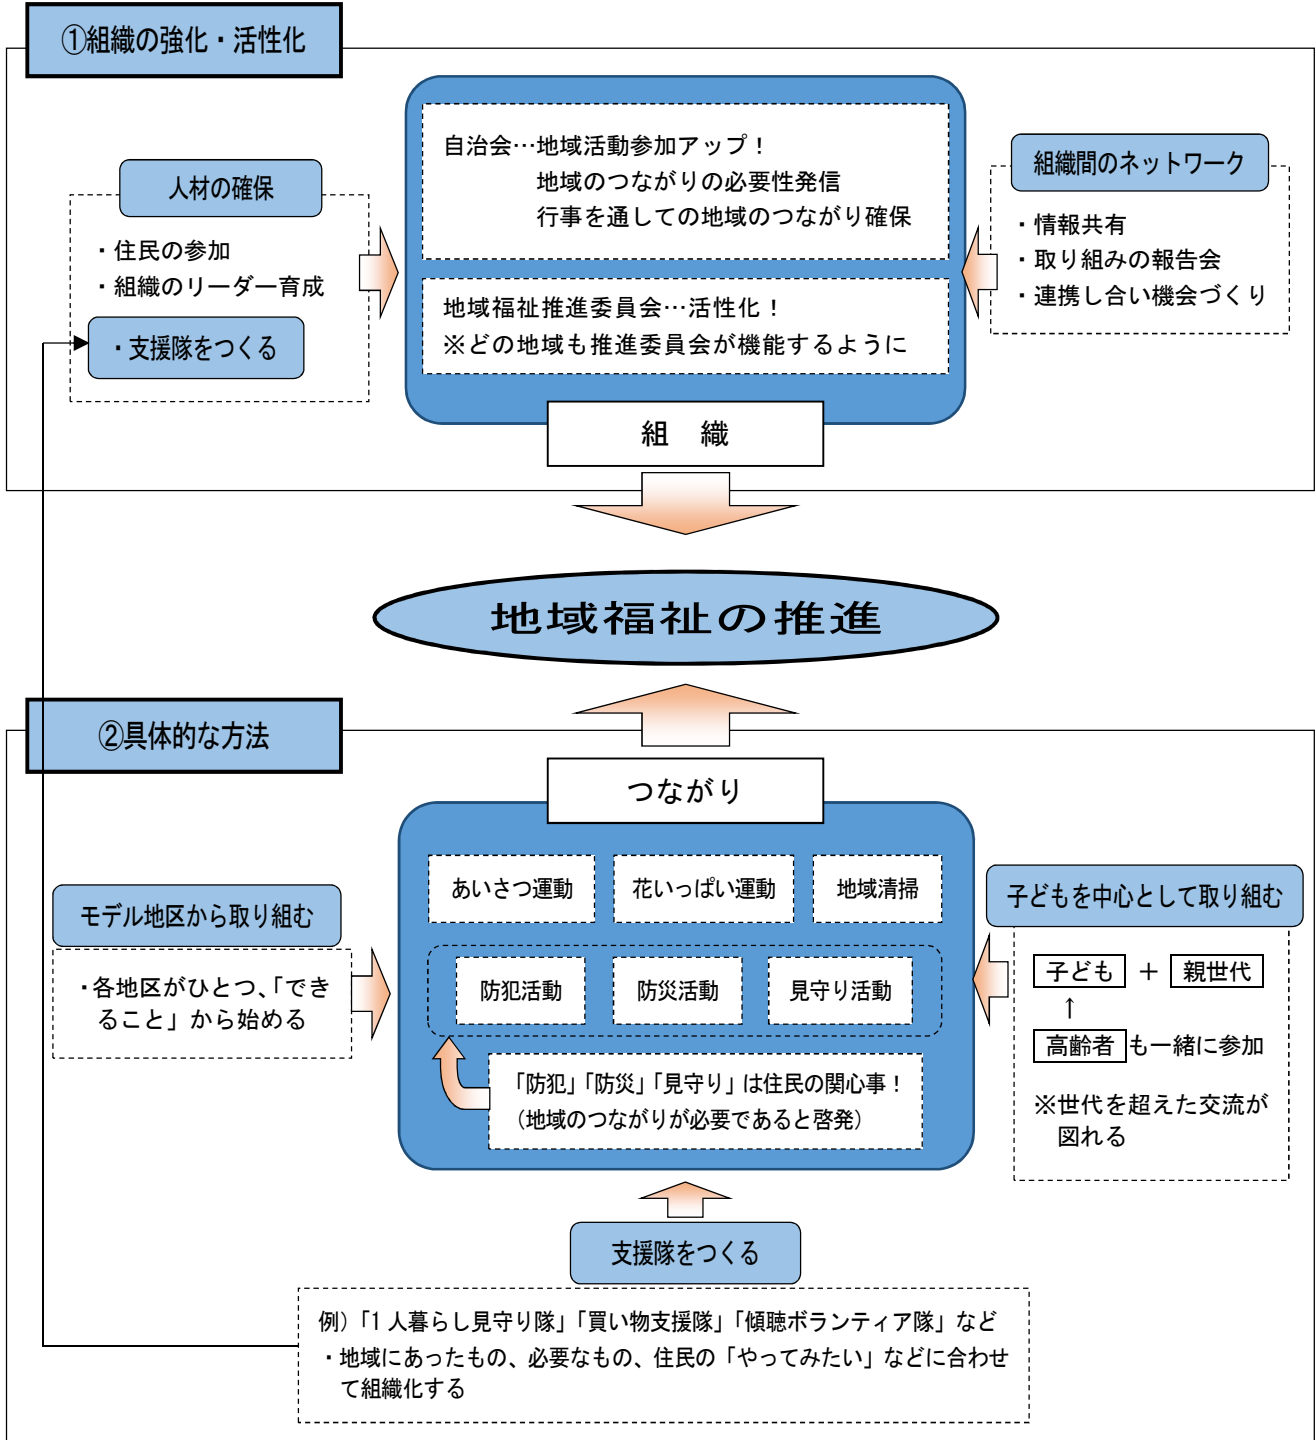 ①組織の強化・活性化
自治会…地域活動参加アップ！
地域のつながりの必要性発信
行事を通しての地域のつながり確保
人材の確保
・住民の参加
・組織のリーダー育成
・支援隊をつくる
組織間のネットワーク
・情報共有
・取り組みの報告会
・連携し合い機会づくり
地域福祉推進委員会…活性化！
※どの地域も推進委員会が機能するように
組　織
地域福祉の推進
②具体的な方法
つながり
あいさつ運動
花いっぱい運動
地域清掃
モデル地区から取り組む
・各地区がひとつ、「でき
ること」から始める
防犯活動
防災活動
見守り活動
「防犯」「防災」「見守り」は住民の関心事！
（地域のつながりが必要であると啓発）
子どもを中心として取り組む
子ども ＋ 親世代
↑
高齢者も一緒に参加
※世代を超えた交流が
図れる
支援隊をつくる
例）「1人暮らし見守り隊」「買い物支援隊」「傾聴ボランティア隊」など
・地域にあったもの、必要なもの、住民の「やってみたい」などに合わせ
て組織化する